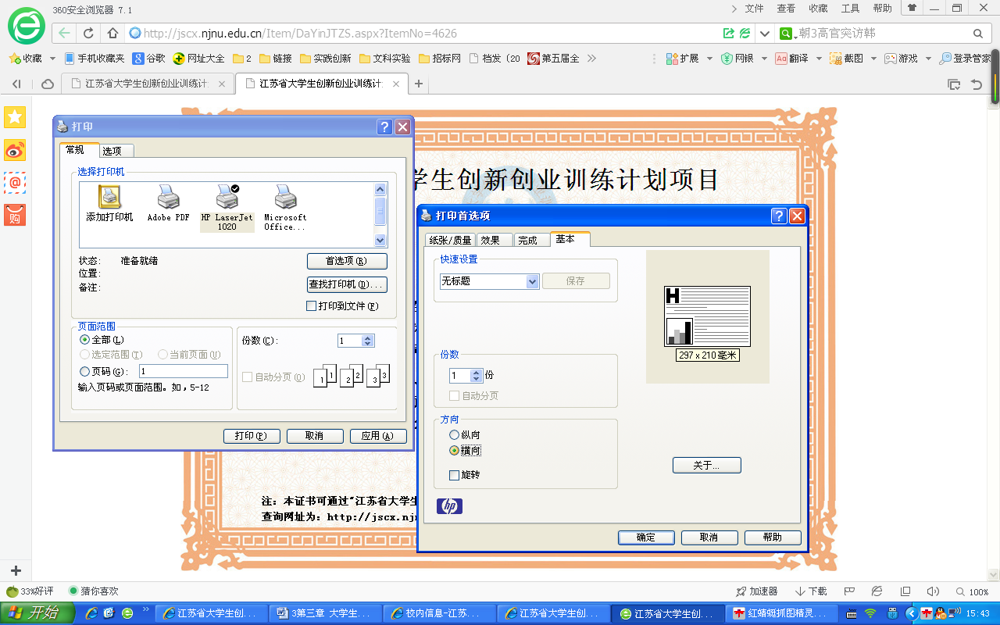 360安全浏览器 7.1
文件 查看 收藏 工具 帮助
http://jscx.njnu.edu.cn/Item/DaYinJTZS.aspx?ItemNo=4626
朝3高官突访韩
收藏 手机收藏夹 谷歌 网址大全 2 链接 实践创新 文科实验 招标网 档发（20 第五届全
扩展 网银 翻译 截图 游戏 登录管家
江苏省大学生创新创业训练计
江苏省大学生创新创业训练计
学生创新创业训练计划项目
打印
常规 选项
选择打印机
添加打印机
Adobe PDF
HP LaserJet 1020
Microsoft Office...
状态: 准备就绪
位置:
备注:
首选项(R)
查找打印机(D)...
打印到文件(F)
页面范围
全部(L)
选定范围(T) 当前页面(U)
页码(G): 1
输入页码或页面范围。如，5-12
份数(C): 1
自动分页(O)
1 1 2 2 3 3
打印(P) 取消 应用(A)
打印首选项
纸张/质量 效果 完成 基本
快速设置
无标题 保存
份数
1 份
自动分页
方向
纵向
横向
旋转
hp
H
297 x 210 毫米
关于...
确定 取消 帮助
注：本证书可通过"江苏省大学生
查询网址为：http://jscx.njn
@
购
33%好评 猜你喜欢
加速器 下载 100%
开始
江苏省大学生创...
3第三章 大学生...
校内信息-江苏...
江苏省大学生创...
江苏省大学生创...
红蜻蜓抓图精灵...
15:43